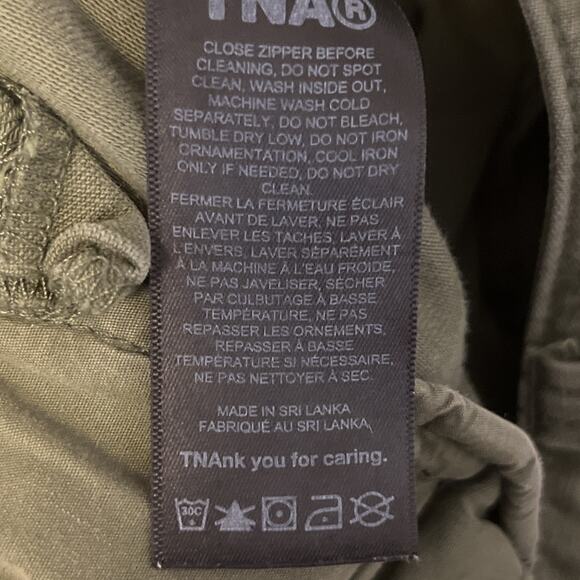 TNA®
CLOSE ZIPPER BEFORE
CLEANING, DO NOT SPOT
CLEAN, WASH INSIDE OUT,
MACHINE WASH COLD
SEPARATELY, DO NOT BLEACH,
TUMBLE DRY LOW, DO NOT IRON
ORNAMENTATION, COOL IRON
ONLY IF NEEDED, DO NOT DRY
CLEAN.
FERMER LA FERMETURE ÉCLAIR
AVANT DE LAVER, NE PAS
ENLEVER LES TACHES, LAVER À
L'ENVERS, LAVER SÉPARÉMENT
À LA MACHINE À L'EAU FROIDE,
NE PAS JAVELISER, SÉCHER
PAR CULBUTAGE À BASSE
TEMPÉRATURE, NE PAS
REPASSER LES ORNEMENTS,
REPASSER À BASSE
TEMPÉRATURE SI NÉCESSAIRE,
NE PAS NETTOYER À SEC.
MADE IN SRI LANKA
FABRIQUÉ AU SRI LANKA
TNAnk you for caring.
30C